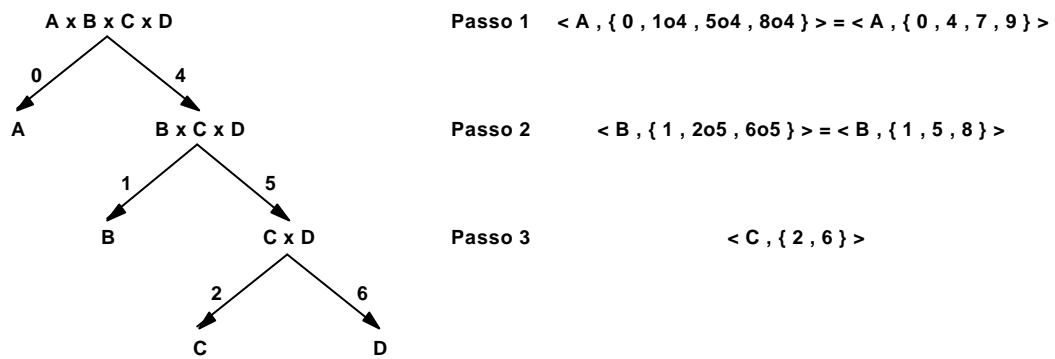 A x B x C x D Passo 1 < A , { 0 , 1o4 , 5o4 , 8o4 } > = < A , { 0 , 4 , 7 , 9 } >
0 4
A B x C x D Passo 2 < B , { 1 , 2o5 , 6o5 } > = < B , { 1 , 5 , 8 } >
1 5
B C x D Passo 3 < C , { 2 , 6 } >
2 6
C D